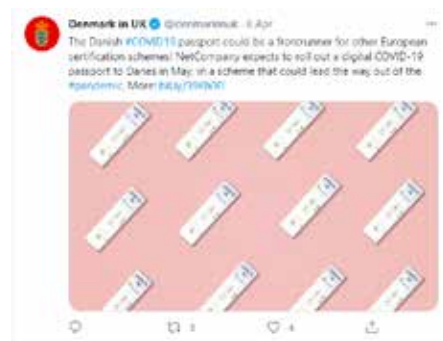 Denmark in UK @denmarkinuk · 8 Apr
The Danish #COVID19 passport could be a frontrunner for other European
certification schemes! NetCompany expects to roll out a digital COVID-19
passport to Danes in May, in a scheme that could lead the way out of the
#pandemic. More:
3
4